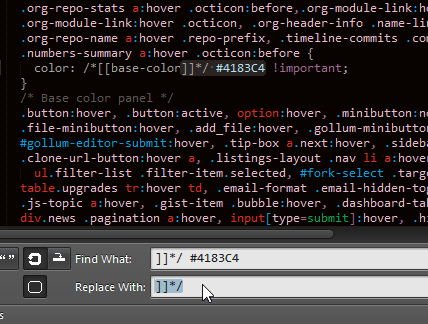 .org-repo-stats a:hover .octicon:before,.org-module-link:hov
.org-module-link:hover .octicon, .org-header-info .name-li
.org-repo-name a:hover .repo-prefix, .timeline-commits .co
.numbers-summary a:hover .octicon:before {
color: /*[[base-color]]*/ #4183C4 !important;
}
/* Base color panel */
.button:hover, .button:active, option:hover, .minibutton:ho
.file-minibutton:hover, .add_file:hover, .gollum-minibutto
#gollum-editor-submit:hover, .tip-box a.next:hover, .sideba
.clone-url-button:hover a, .listings-layout .nav li a:hover
ul.filter-list .filter-item.selected, #fork-select .targe
table.upgrades tr:hover td, .email-format .email-hidden-tog
.js-topic a:hover, .gist-item .bubble:hover, .dashboard-tab
div.news .pagination a:hover, input[type=submit]:hover, .hi
“” Find What: ]]*/ #4183C4
Replace With: ]]*/
s